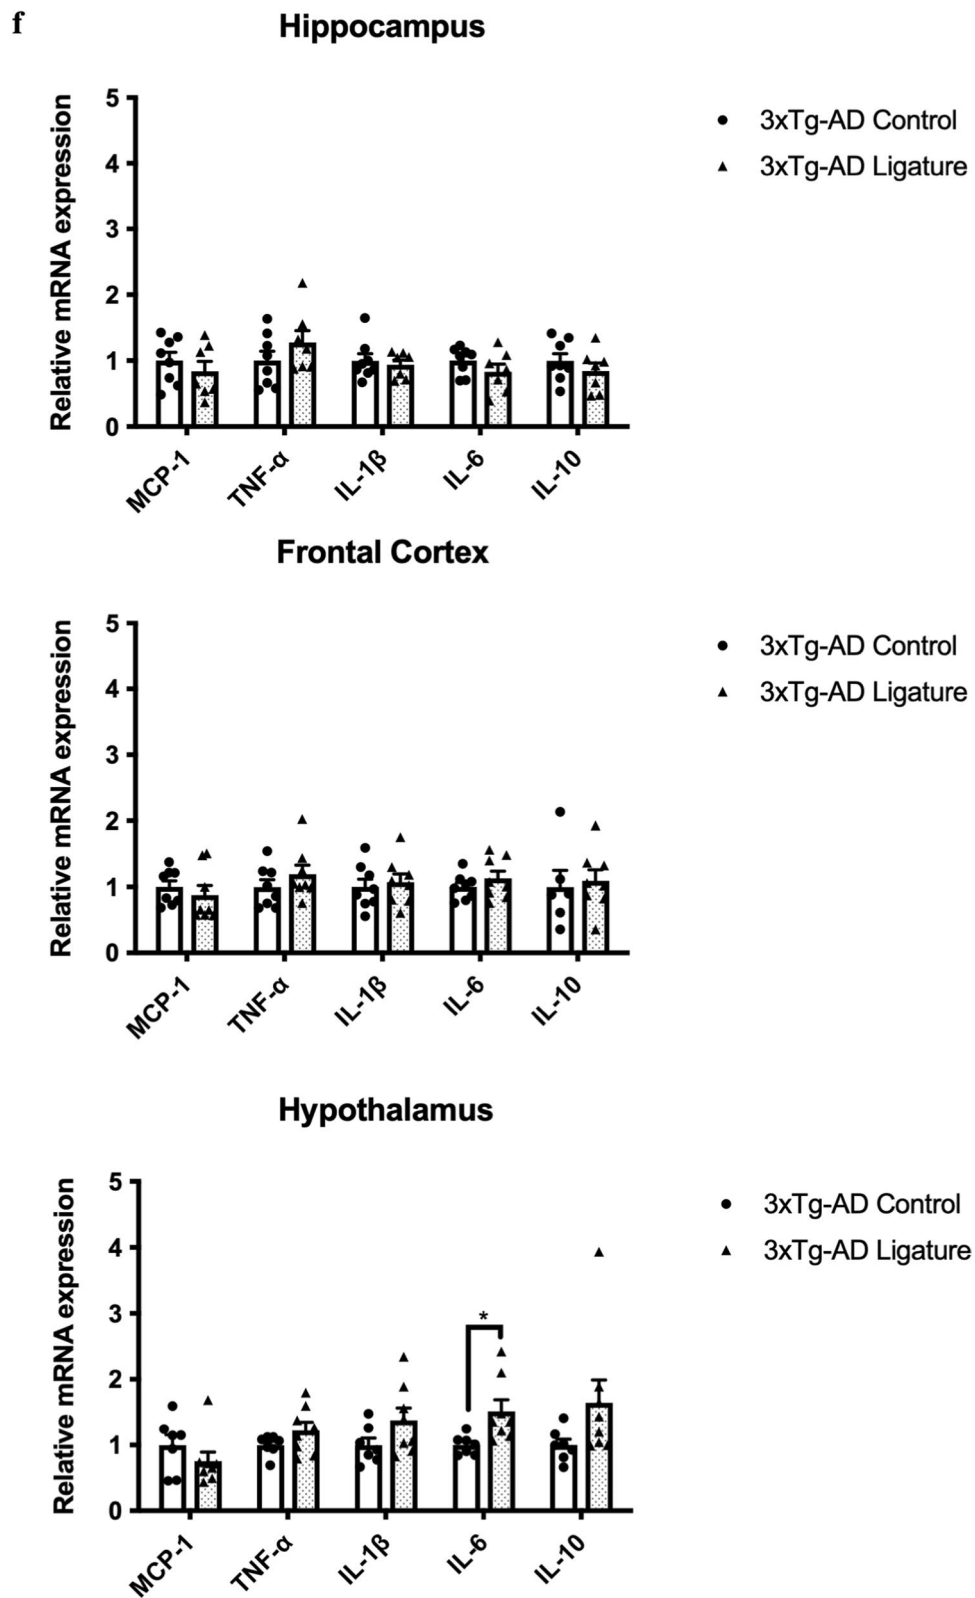 f
Hippocampus
Relative mRNA expression
5
4
3
2
1
0
MCP-1
TNF-α
IL-1β
IL-6
IL-10
3xTg-AD Control
3xTg-AD Ligature
Frontal Cortex
Relative mRNA expression
5
4
3
2
1
0
MCP-1
TNF-α
IL-1β
IL-6
IL-10
3xTg-AD Control
3xTg-AD Ligature
Hypothalamus
Relative mRNA expression
5
4
3
2
1
0
*
MCP-1
TNF-α
IL-1β
IL-6
IL-10
3xTg-AD Control
3xTg-AD Ligature